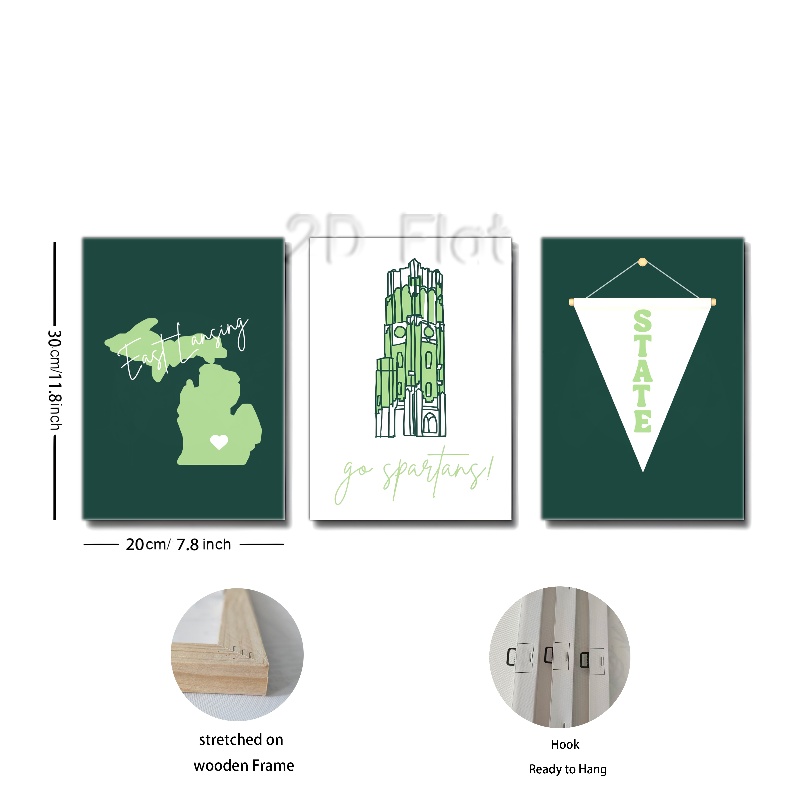 2D Flat
East Lansing
go spartans!
STATE
30cm/11.8inch
20cm/ 7.8 inch
stretched on
wooden Frame
Hook
Ready to Hang